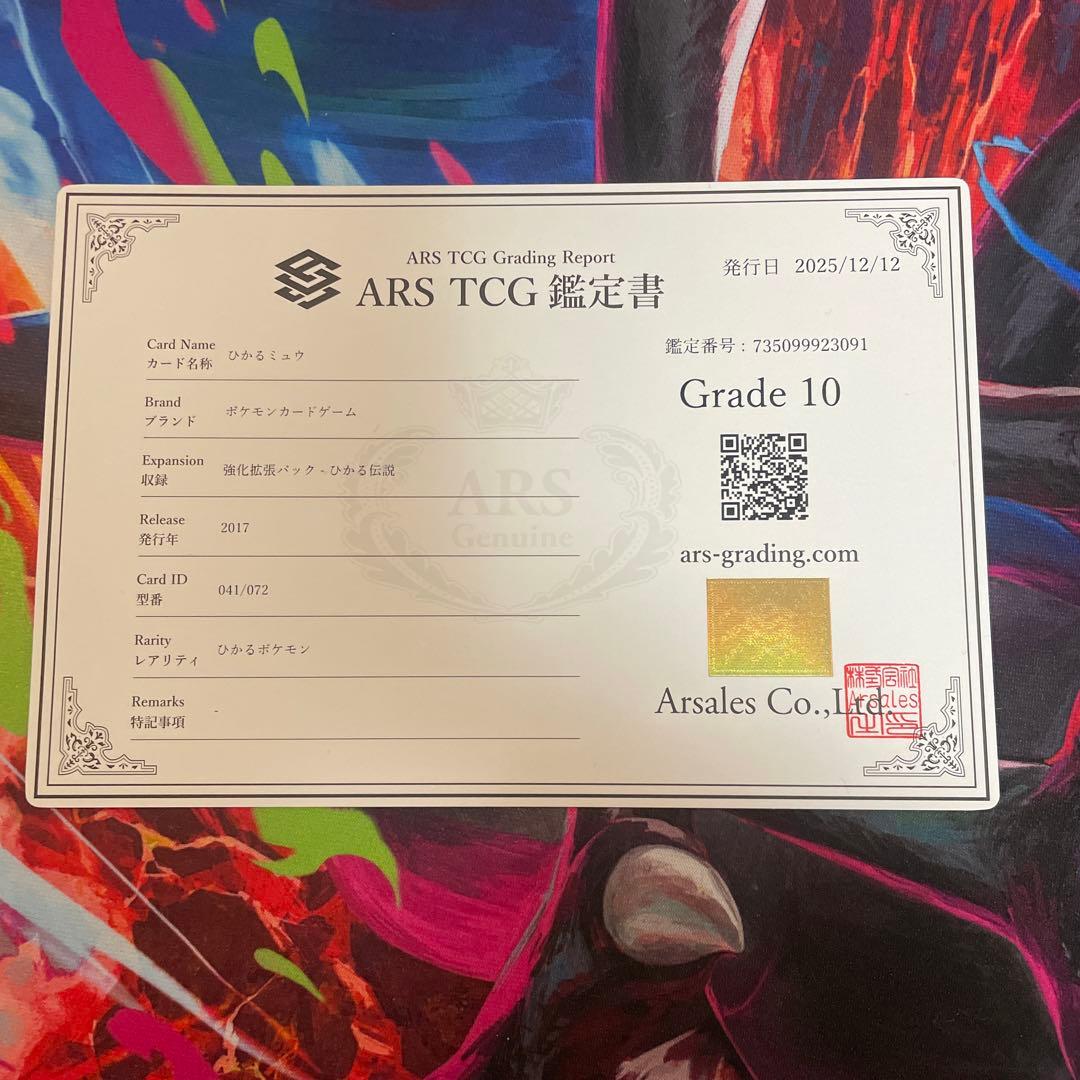 ARS TCG Grading Report
ARS TCG 鑑定書
発行日 2025/12/12
Card Name
カード名称
ひかるミュウ
Brand
ブランド
ポケモンカードゲーム
Expansion
収録
強化拡張パック - ひかる伝説
Release
発行年
2017
Card ID
型番
041/072
Rarity
レアリティ
ひかるポケモン
Remarks
特記事項
-
ARS
Genuine
鑑定番号 : 735099923091
Grade 10
ars-grading.com
Arsales Co.,Ltd.
株式会社
Arsales